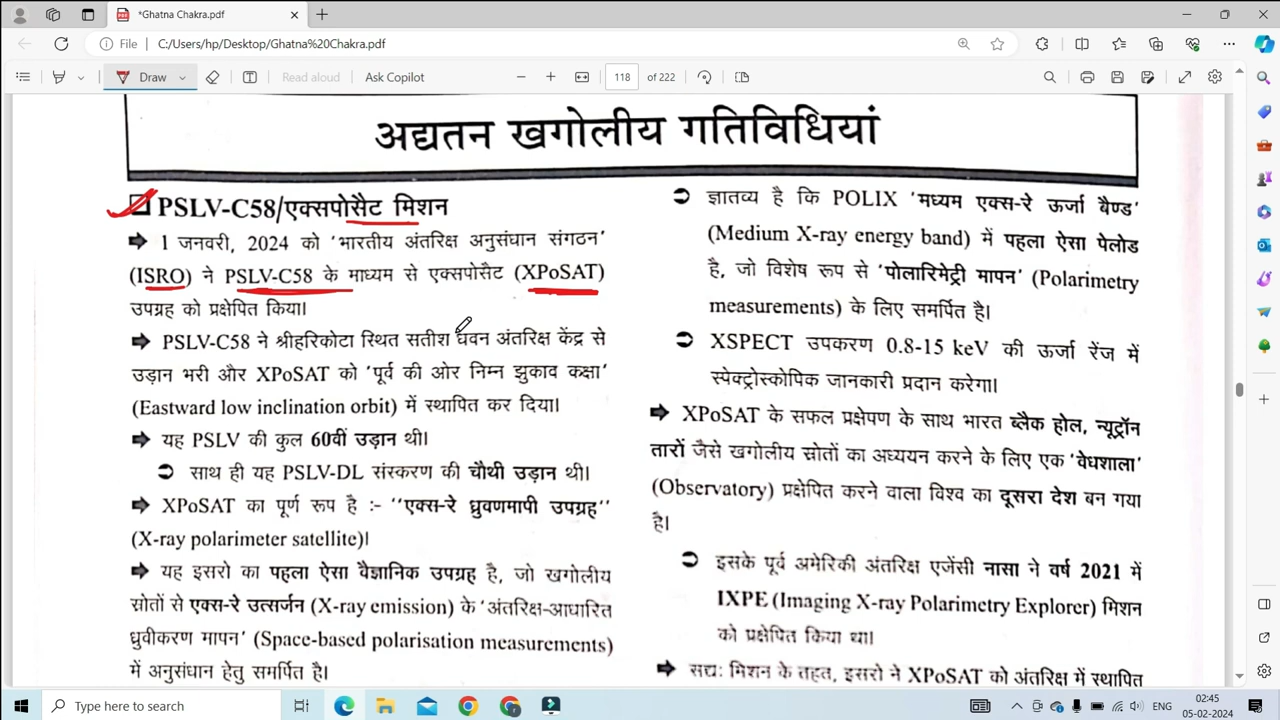 *Ghatna Chakra.pdf
File C:/Users/hp/Desktop/Ghatna%20Chakra.pdf
Draw Read aloud Ask Copilot 118 of 222
अद्यतन खगोलीय गतिविधियां
PSLV-C58/एक्सपोसैट मिशन
1 जनवरी, 2024 को 'भारतीय अंतरिक्ष अनुसंधान संगठन'
(ISRO) ने PSLV-C58 के माध्यम से एक्सपोसैट (XPoSAT)
उपग्रह को प्रक्षेपित किया।
PSLV-C58 ने श्रीहरिकोटा स्थित सतीश धवन अंतरिक्ष केंद्र से
उड़ान भरी और XPoSAT को 'पूर्व की ओर निम्न झुकाव कक्षा'
(Eastward low inclination orbit) में स्थापित कर दिया।
यह PSLV की कुल 60वीं उड़ान थी।
साथ ही यह PSLV-DL संस्करण की चौथी उड़ान थी।
XPoSAT का पूर्ण रूप है :- ''एक्स-रे ध्रुवणमापी उपग्रह''
(X-ray polarimeter satellite)।
यह इसरो का पहला ऐसा वैज्ञानिक उपग्रह है, जो खगोलीय
स्रोतों से एक्स-रे उत्सर्जन (X-ray emission) के 'अंतरिक्ष-आधारित
ध्रुवीकरण मापन' (Space-based polarisation measurements)
में अनुसंधान हेतु समर्पित है।
ज्ञातव्य है कि POLIX 'मध्यम एक्स-रे ऊर्जा बैण्ड'
(Medium X-ray energy band) में पहला ऐसा पेलोड
है, जो विशेष रूप से 'पोलारिमेट्री मापन' (Polarimetry
measurements) के लिए समर्पित है।
XSPECT उपकरण 0.8-15 keV की ऊर्जा रेंज में
स्पेक्ट्रोस्कोपिक जानकारी प्रदान करेगा।
XPoSAT के सफल प्रक्षेपण के साथ भारत ब्लैक होल, न्यूट्रॉन
तारों जैसे खगोलीय स्रोतों का अध्ययन करने के लिए एक 'वेधशाला'
(Observatory) प्रक्षेपित करने वाला विश्व का दूसरा देश बन गया
है।
इसके पूर्व अमेरिकी अंतरिक्ष एजेंसी नासा ने वर्ष 2021 में
IXPE (Imaging X-ray Polarimetry Explorer) मिशन
को प्रक्षेपित किया था।
सद्यः मिशन के तहत, इसरो ने XPoSAT को अंतरिक्ष में स्थापित
Type here to search
ENG
02:45
05-02-2024